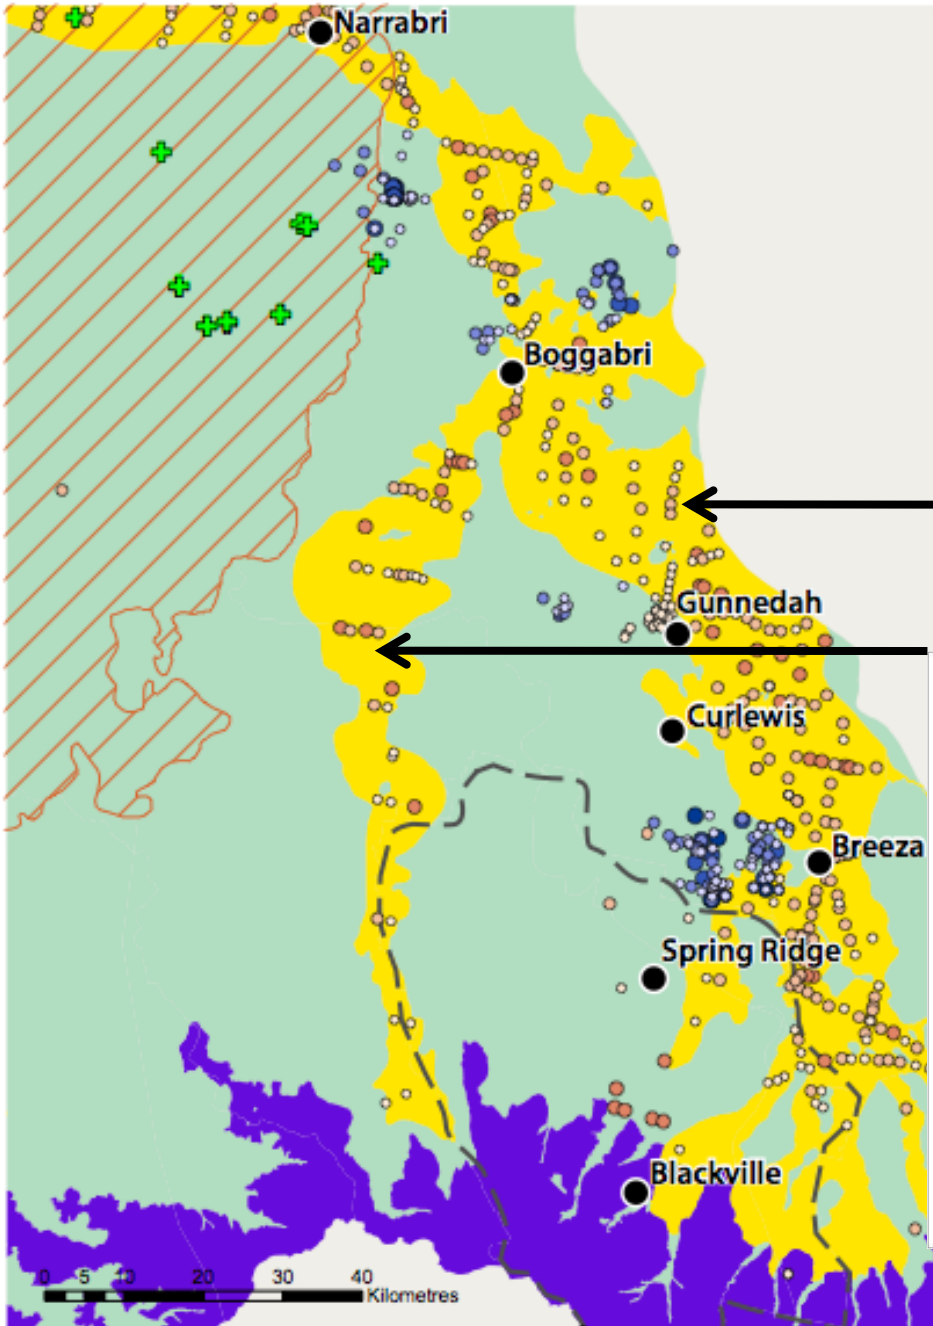 Narrabri
Boggabri
Gunnedah
Curlewis
Breeza
Spring Ridge
Blackville
0 5 10 20 30 40
Kilometres